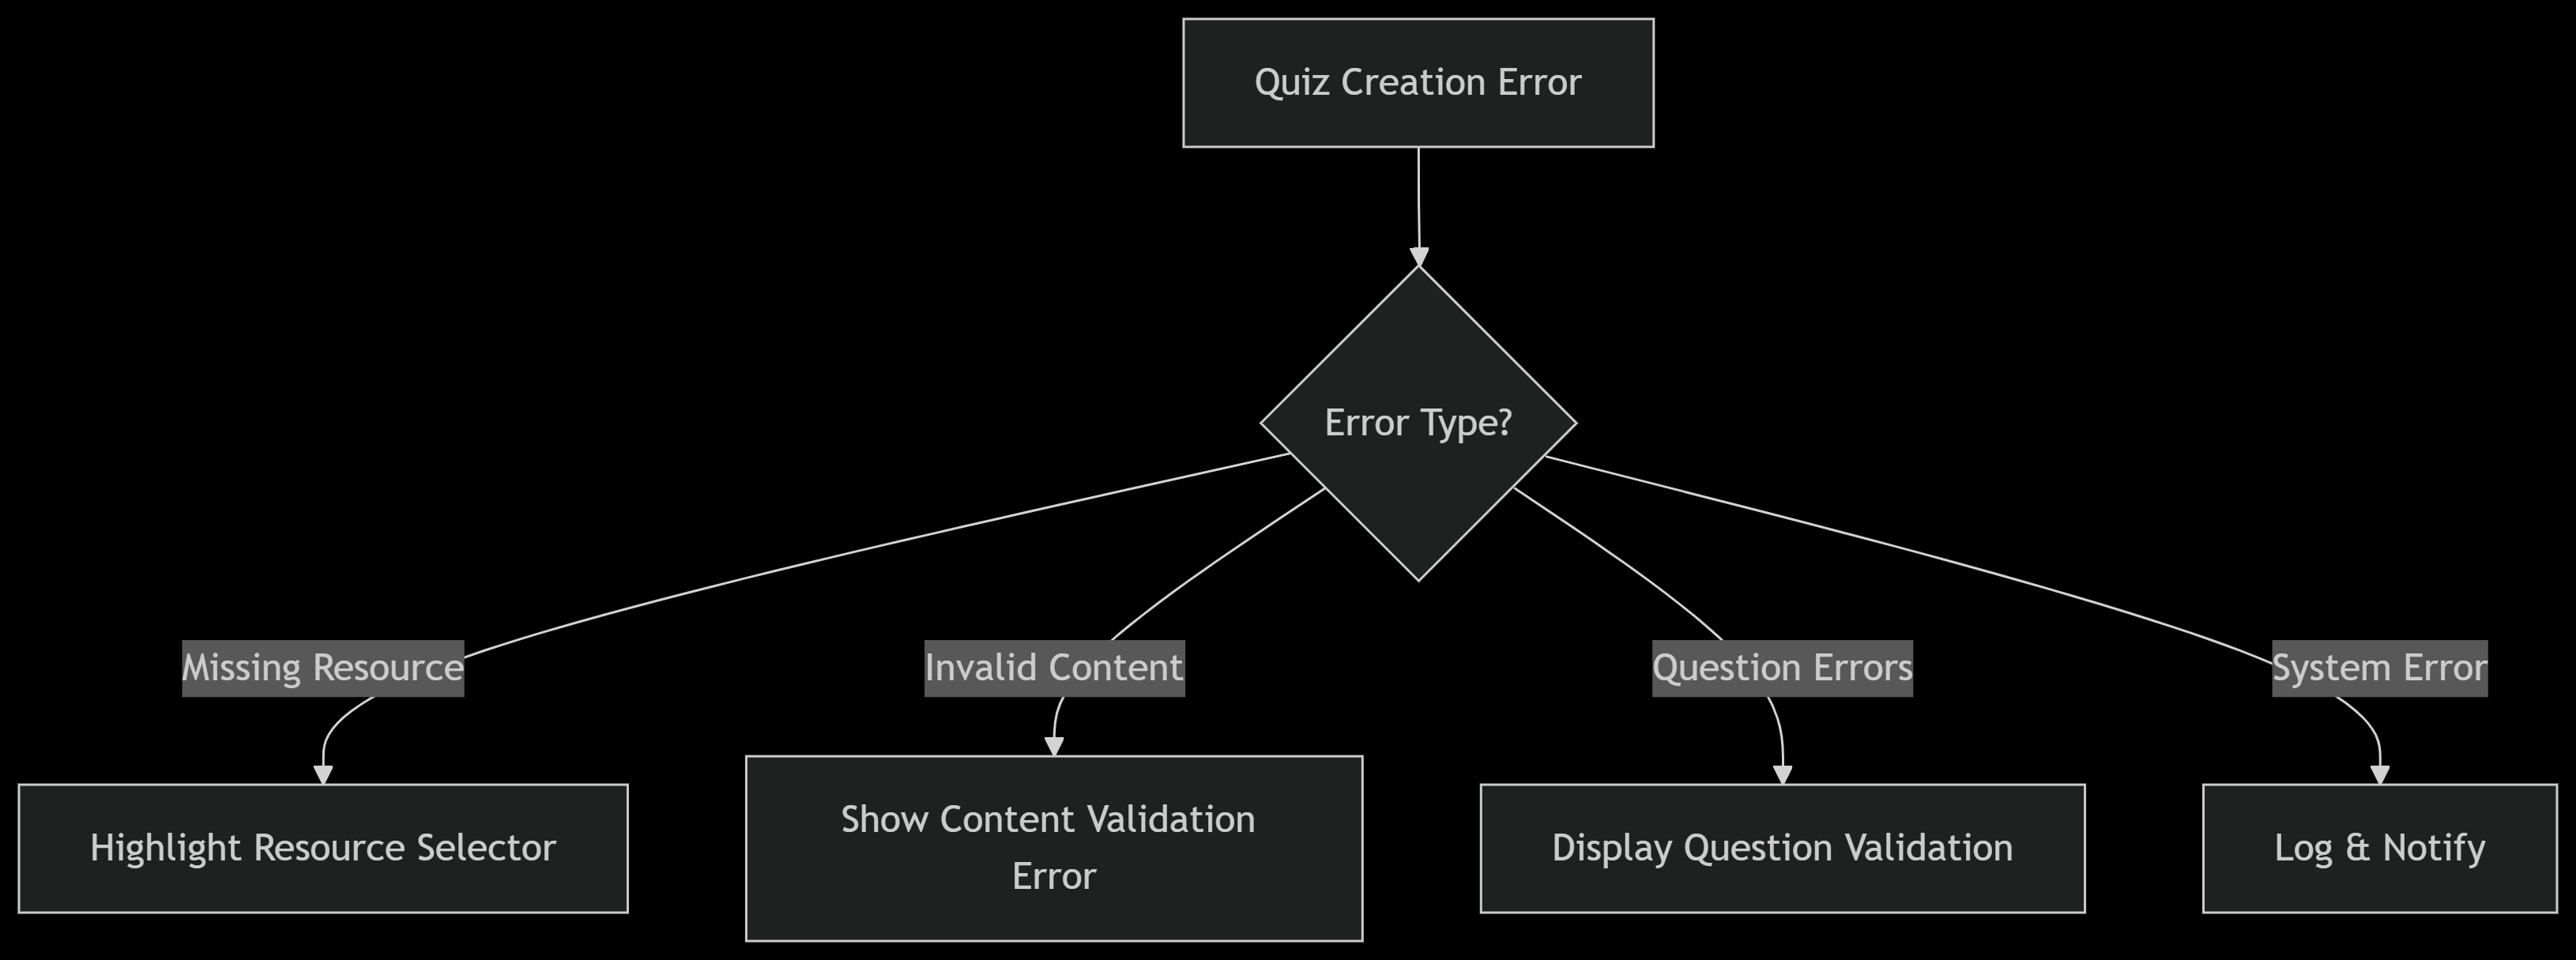 Quiz Creation Error
Error Type?
Missing Resource
Invalid Content
Question Errors
System Error
Highlight Resource Selector
Show Content Validation
Error
Display Question Validation
Log & Notify